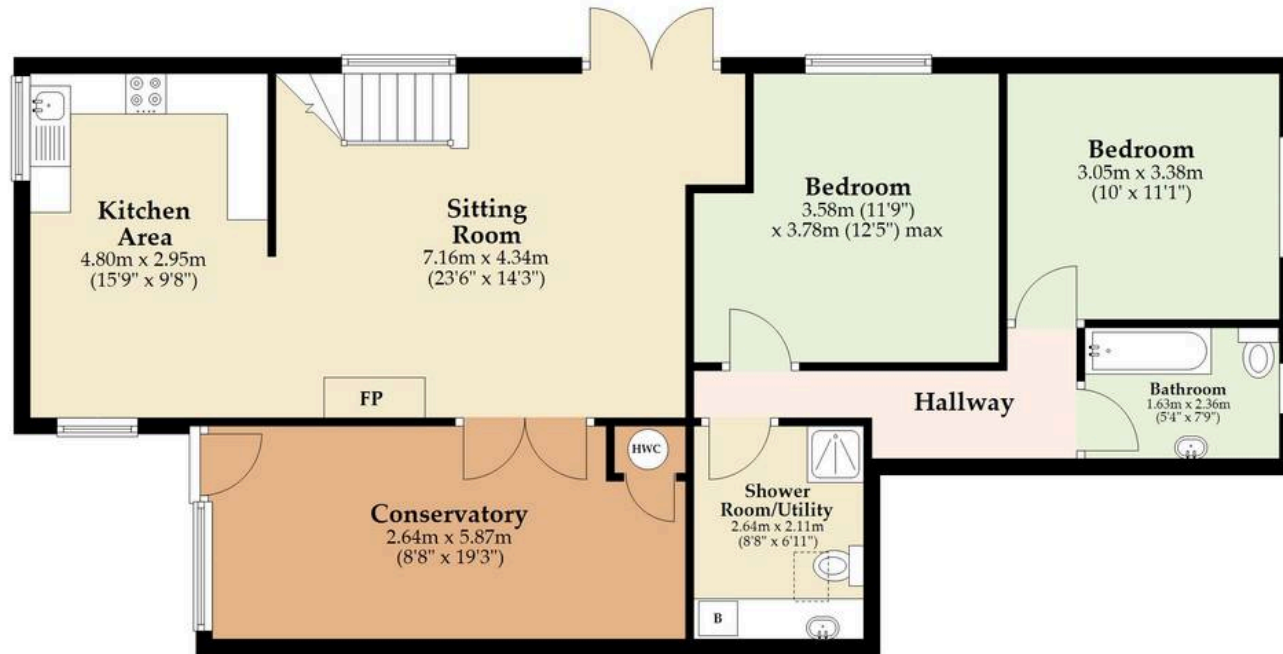 Kitchen
Area
4.80m x 2.95m
(15'9" x 9'8")
Sitting
Room
7.16m x 4.34m
(23'6" x 14'3")
Bedroom
3.58m (11'9")
x 3.78m (12'5") max
Bedroom
3.05m x 3.38m
(10' x 11'1")
FP
Hallway
Bathroom
1.63m x 2.36m
(5'4" x 7'9")
HWC
Conservatory
2.64m x 5.87m
(8'8" x 19'3")
Shower
Room/Utility
2.64m x 2.11m
(8'8" x 6'11")
B